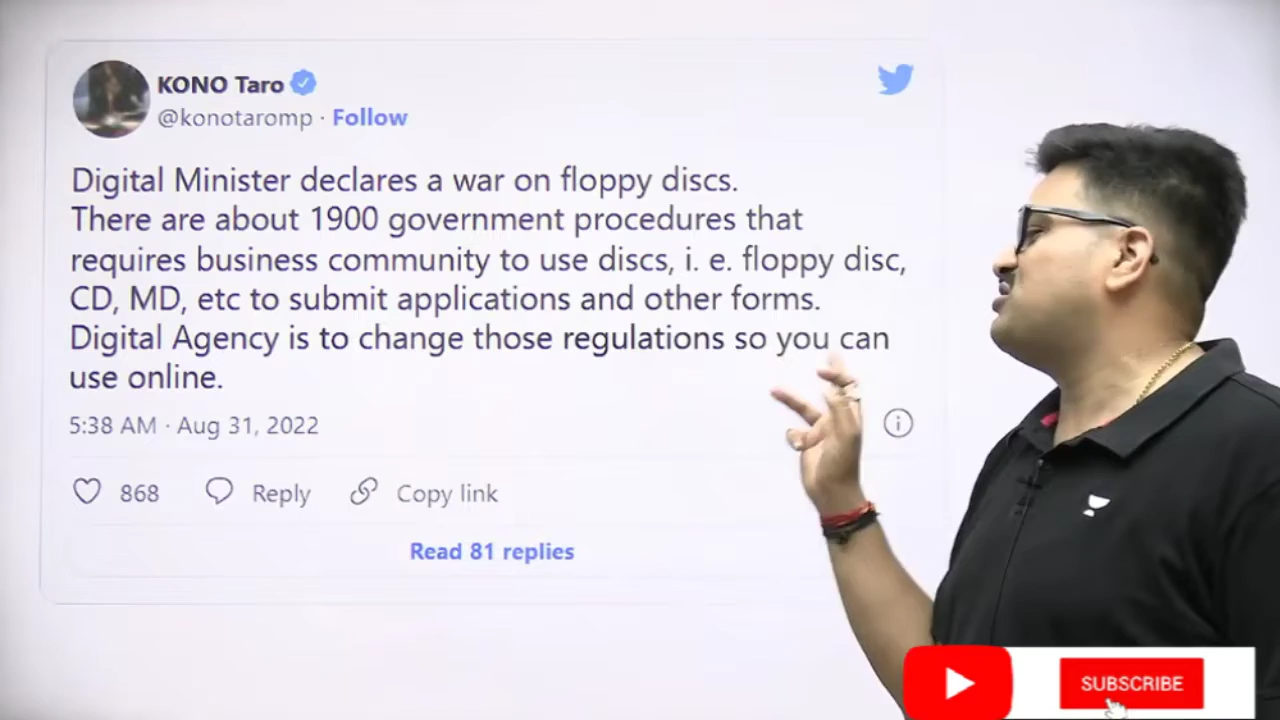 KONO Taro
@konotaromp · Follow
Digital Minister declares a war on floppy discs.
There are about 1900 government procedures that
requires business community to use discs, i. e. floppy disc,
CD, MD, etc to submit applications and other forms.
Digital Agency is to change those regulations so you can
use online.
5:38 AM · Aug 31, 2022
868 Reply Copy link
Read 81 replies
SUBSCRIBE